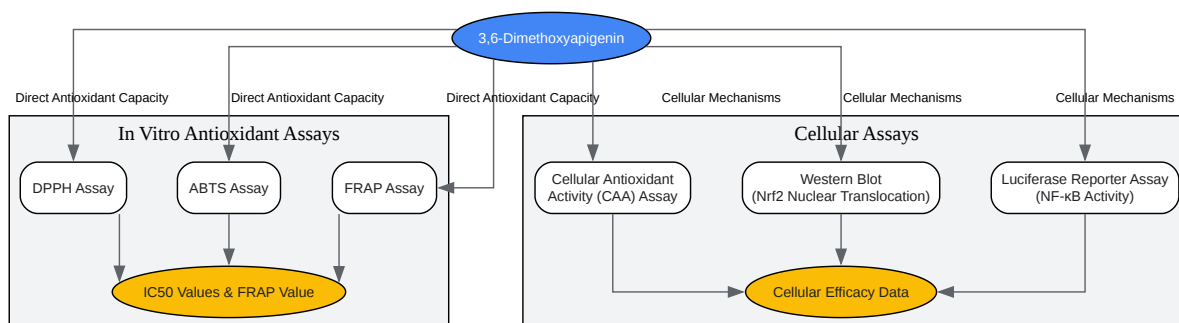 3,6-Dimethoxyapigenin
Direct Antioxidant Capacity
Direct Antioxidant Capacity
Direct Antioxidant Capacity
Cellular Mechanisms
Cellular Mechanisms
Cellular Mechanisms
In Vitro Antioxidant Assays
DPPH Assay
ABTS Assay
FRAP Assay
IC50 Values & FRAP Value
Cellular Assays
Cellular Antioxidant
Activity (CAA) Assay
Western Blot
(Nrf2 Nuclear Translocation)
Luciferase Reporter Assay
(NF-κB Activity)
Cellular Efficacy Data